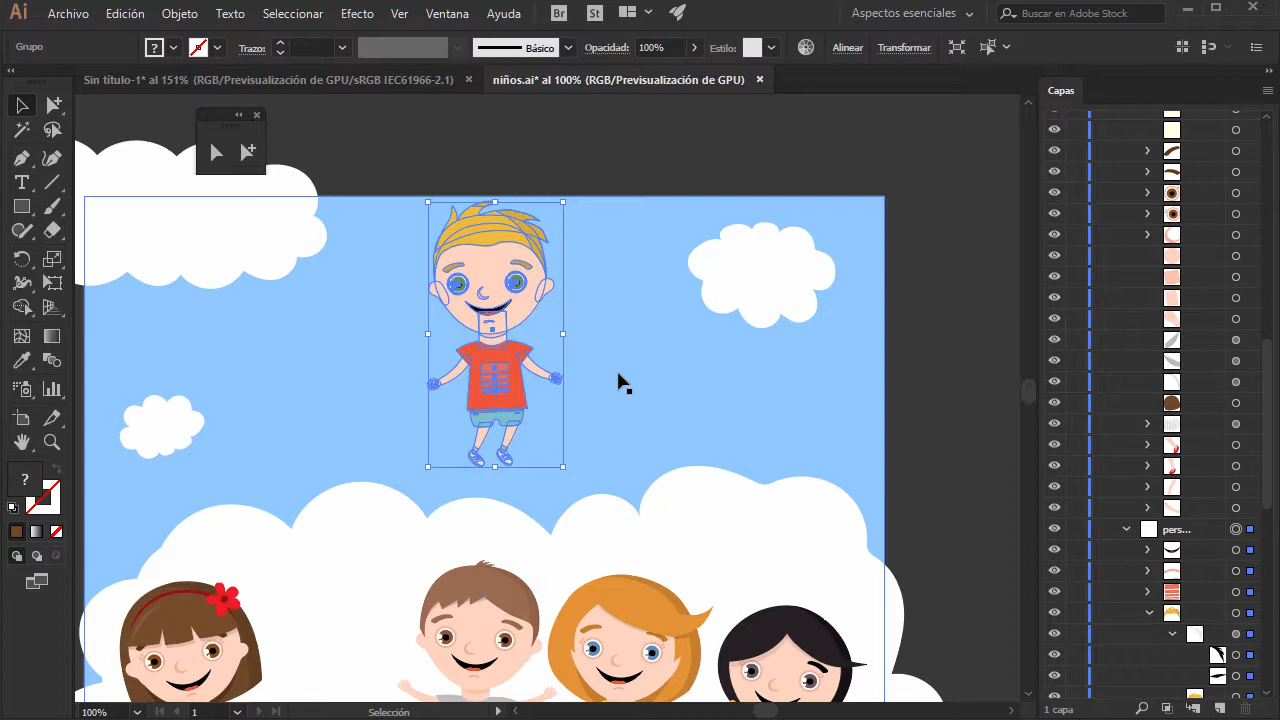 Ai Archivo Edición Objeto Texto Seleccionar Efecto Ver Ventana Ayuda Br St Aspectos esenciales Buscar en Adobe Stock
Grupo ? Trazo: Básico Opacidad: 100% Estilo: Alinear Transformar
Sin título-1* al 151% (RGB/Previsualización de GPU/sRGB IEC61966-2.1) × niños.ai* al 100% (RGB/Previsualización de GPU) ×
Capas
?
pers...
100% 1 Selección 1 capa